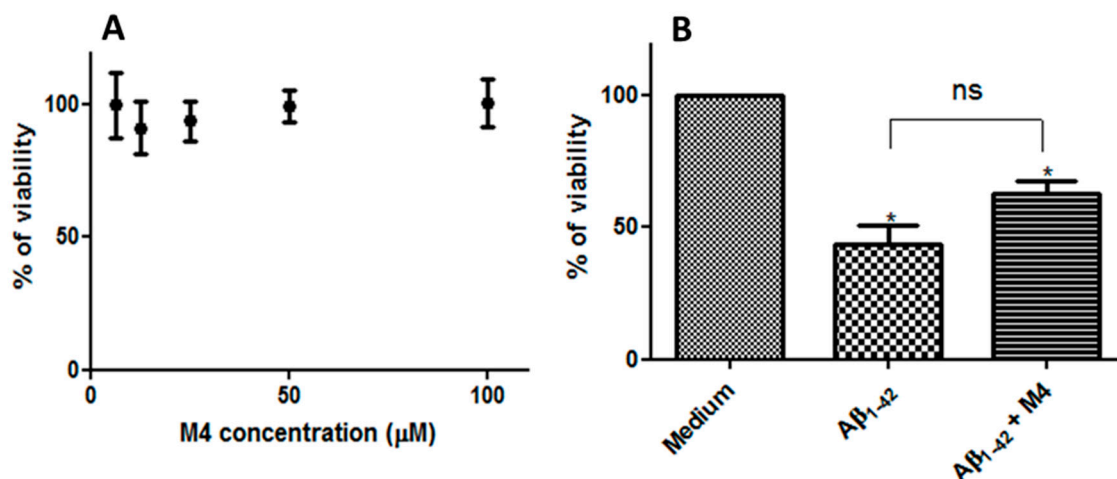 A
% of viability
100
50
0
0
50
100
M4 concentration (μM)
B
% of viability
100
50
0
ns
*
*
Medium
Aβ1-42
Aβ1-42 + M4